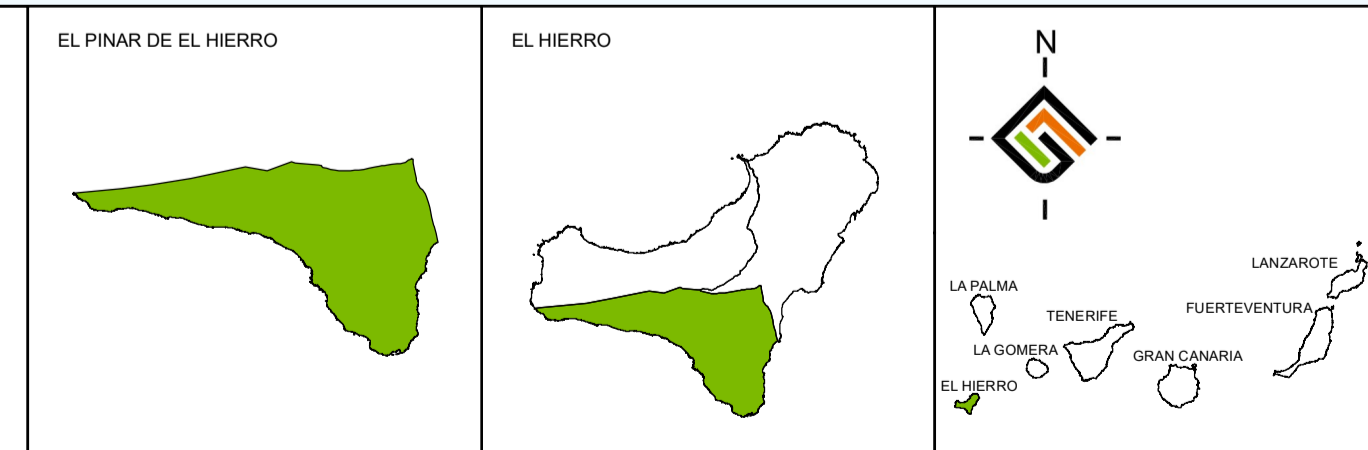 EL PINAR DE EL HIERRO
EL HIERRO
N
LANZAROTE
LA PALMA
FUERTEVENTURA
TENERIFE
LA GOMERA
GRAN CANARIA
EL HIERRO